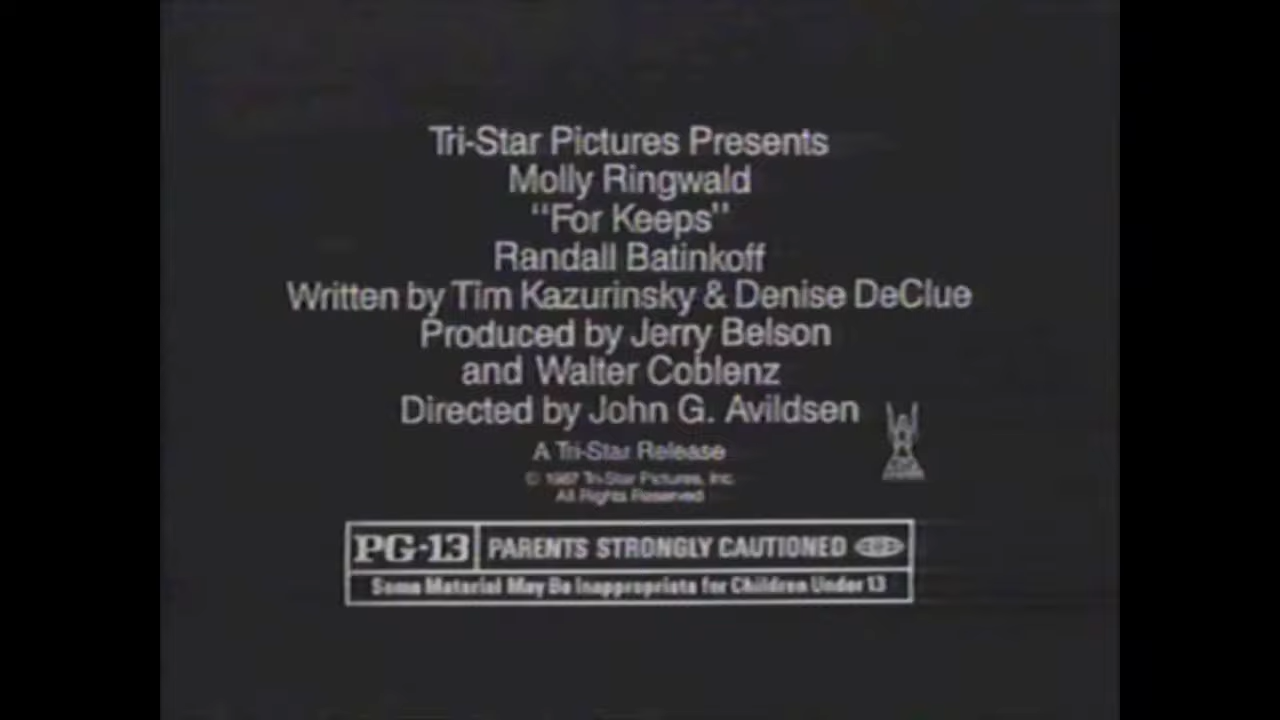 Tri-Star Pictures Presents
Molly Ringwald
"For Keeps"
Randall Batinkoff
Written by Tim Kazurinsky & Denise DeClue
Produced by Jerry Belson
and Walter Coblenz
Directed by John G. Avildsen
A Tri-Star Release
© 1987 Tri-Star Pictures, Inc.
All Rights Reserved
PG-13 PARENTS STRONGLY CAUTIONED
Some Material May Be Inappropriate for Children Under 13